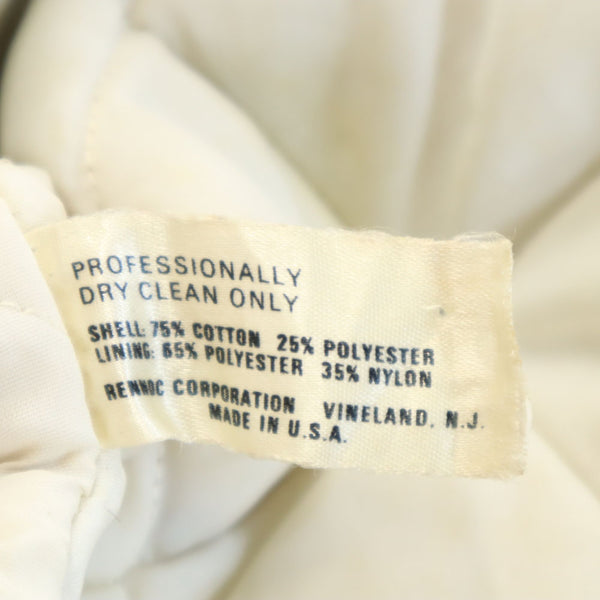 PROFESSIONALLY
DRY CLEAN ONLY
SHELL: 75% COTTON 25% POLYESTER
LINING: 65% POLYESTER 35% NYLON
RENNOC CORPORATION VINELAND, N.J.
MADE IN U.S.A.